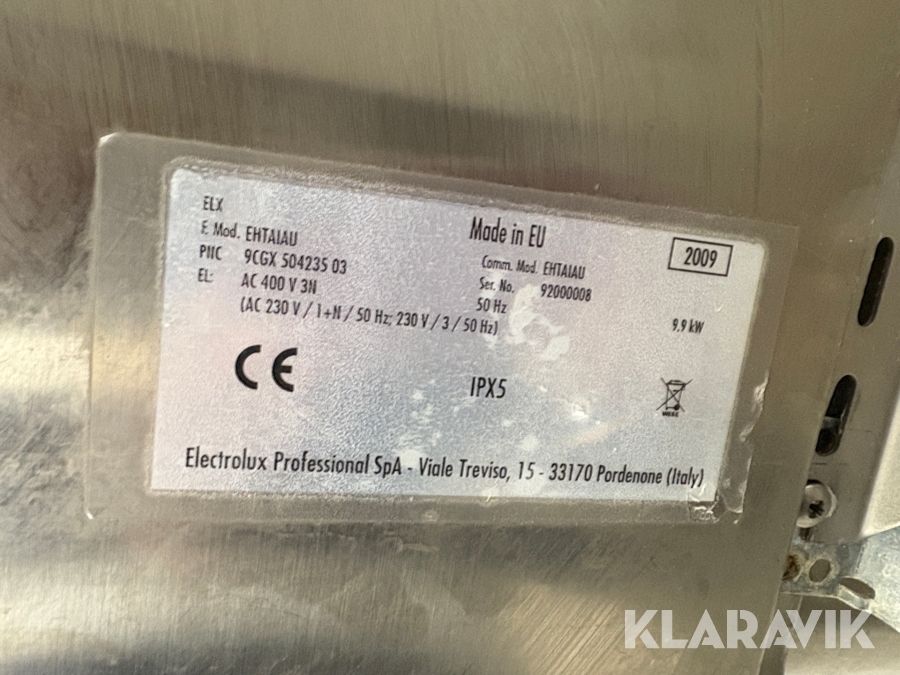 ELX
Made in EU
2009
F. Mod. EHTAIAU
Comm. Mod. EHTAIAU
PNC 9CGX 504235 03
Ser. No. 92000008
EL: AC 400 V 3N
50 Hz
9.9 kW
(AC 230 V / 1+N / 50 Hz; 230 V / 3 / 50 Hz)
CE
IPX5
Electrolux Professional SpA - Viale Treviso, 15 - 33170 Pordenone (Italy)
KLARAVIK